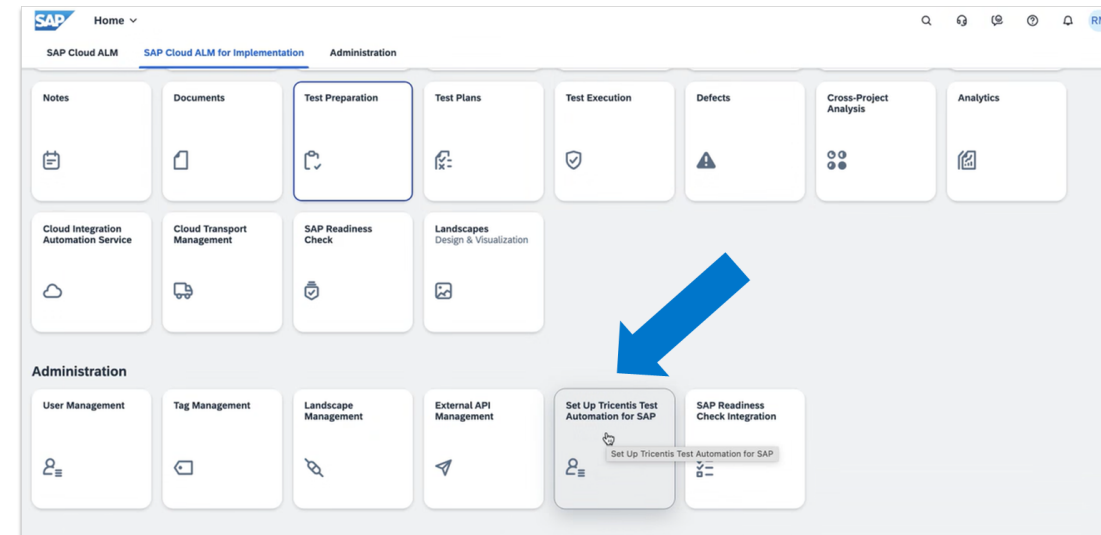 SAP Home
SAP Cloud ALM SAP Cloud ALM for Implementation Administration
Notes
Documents
Test Preparation
Test Plans
Test Execution
Defects
Cross-Project
Analysis
Analytics
Cloud Integration
Automation Service
Cloud Transport
Management
SAP Readiness
Check
Landscapes
Design & Visualization
Administration
User Management
Tag Management
Landscape
Management
External API
Management
Set Up Tricentis Test
Automation for SAP
SAP Readiness
Check Integration
Set Up Tricentis Test Automation for SAP